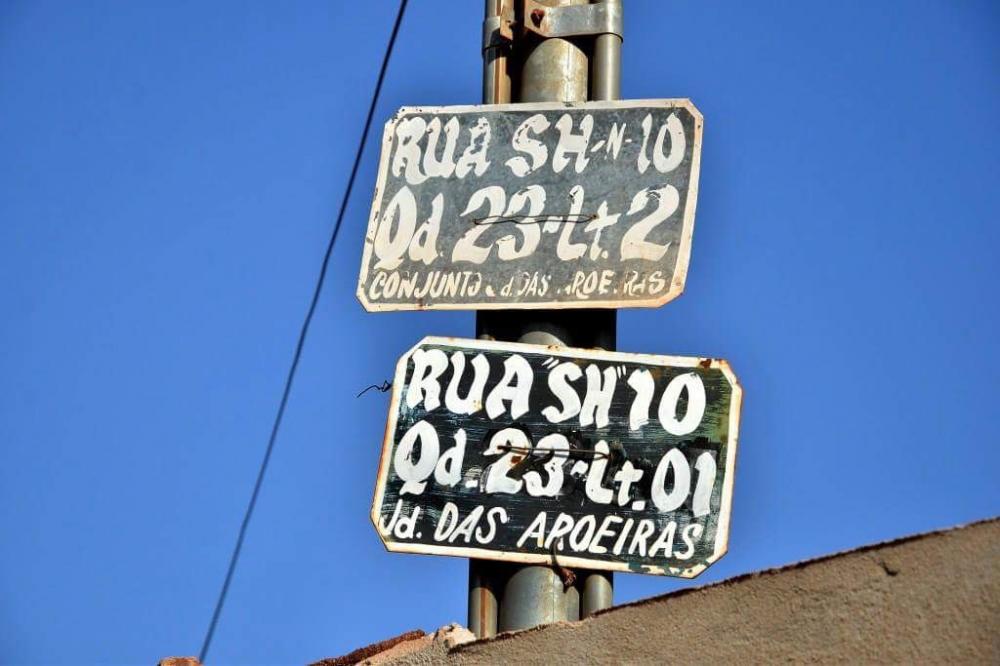 RUA SH-N-10
Qd. 23-Lt. 2
CONJUNTO Jd. DAS AROEIRAS
RUA "SH" 10
Qd. 23-Lt. 01
Jd. DAS AROEIRAS